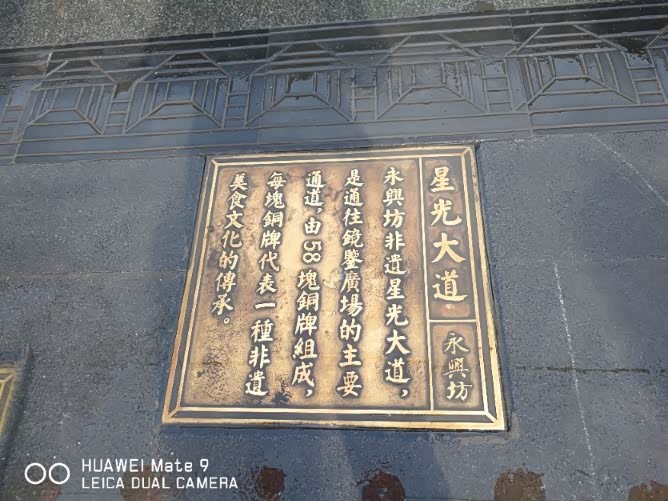 星光大道
永興坊
永興坊非遺星光大道,
是通往鏡鑒廣場的主要
通道,由58塊銅牌組成,
每塊銅牌代表一種非遺
美食文化的傳承。
HUAWEI Mate 9
LEICA DUAL CAMERA